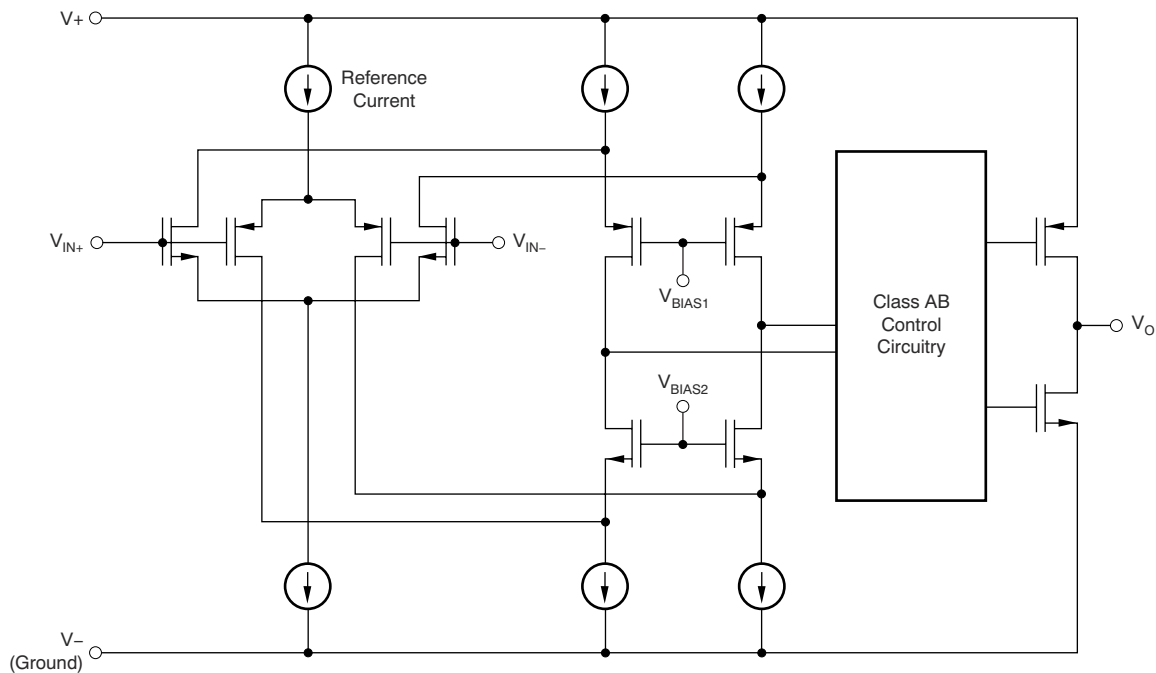 V+
Reference
Current
VIN+
VIN–
VBIAS1
Class AB
Control
Circuitry
VO
VBIAS2
V–
(Ground)